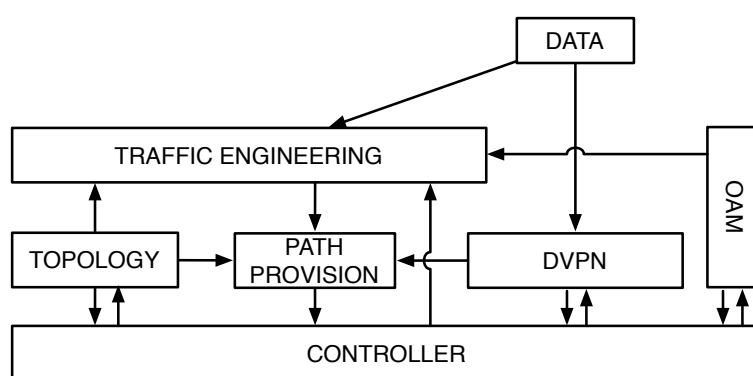 DATA
TRAFFIC ENGINEERING
OAM
TOPOLOGY
PATH
PROVISION
DVPN
CONTROLLER